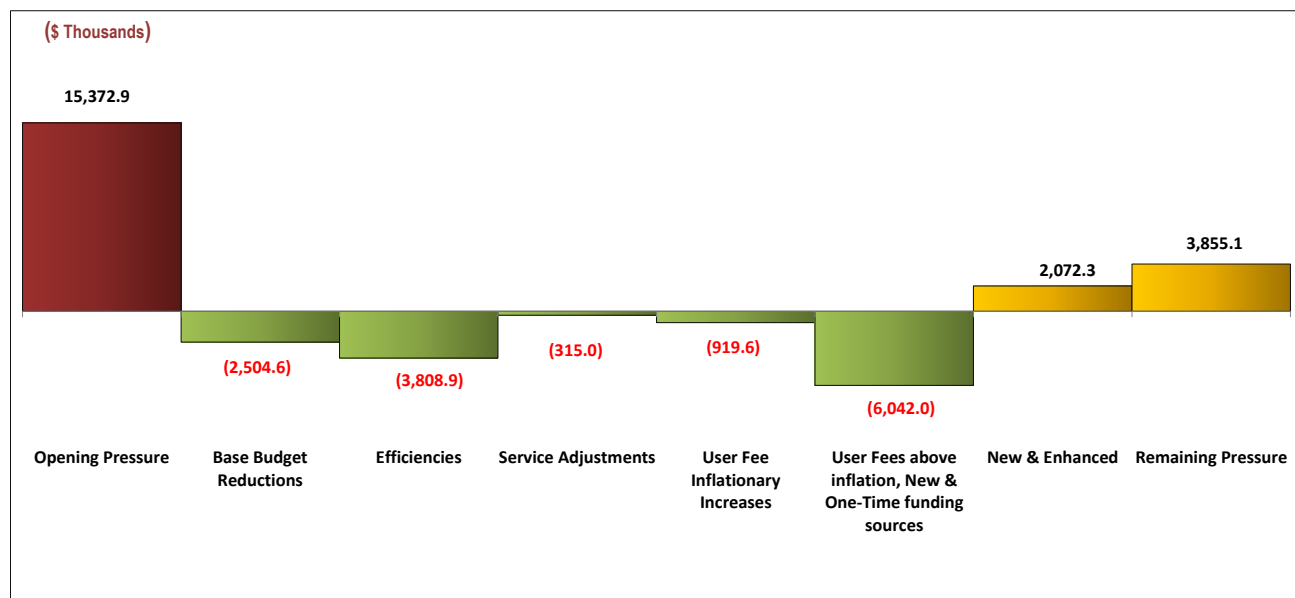 ($ Thousands)
15,372.9
3,855.1
2,072.3
(2,504.6)
(3,808.9)
(315.0)
(919.6)
(6,042.0)
Opening Pressure
Base Budget
Reductions
Efficiencies
Service Adjustments
User Fee
Inflationary
Increases
User Fees above
inflation, New &
One-Time funding
sources
New & Enhanced
Remaining Pressure